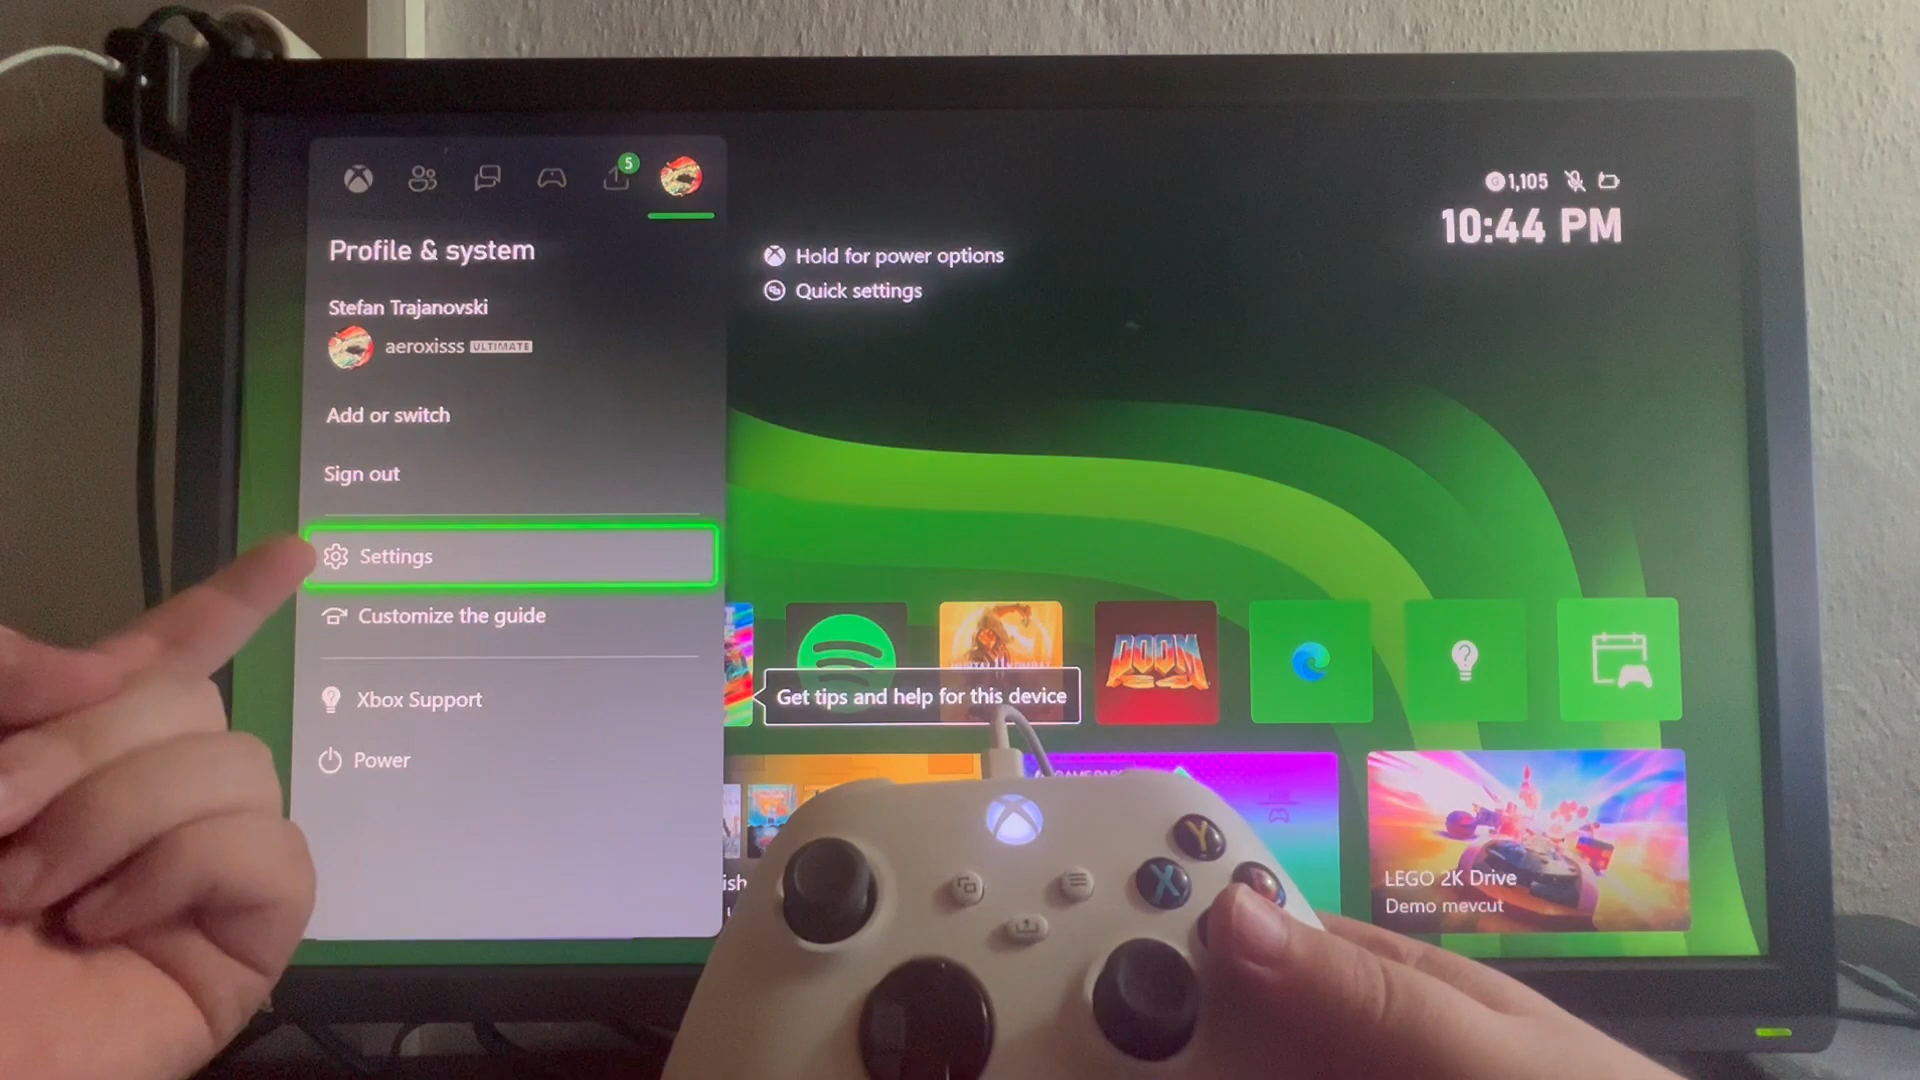 5
Profile & system
Stefan Trajanovski
aeroxisss ULTIMATE
Add or switch
Sign out
Settings
Customize the guide
Xbox Support
Power
Hold for power options
Quick settings
G 1,105
10:44 PM
Get tips and help for this device
DOOM
LEGO 2K Drive
Demo mevcut
Y
X